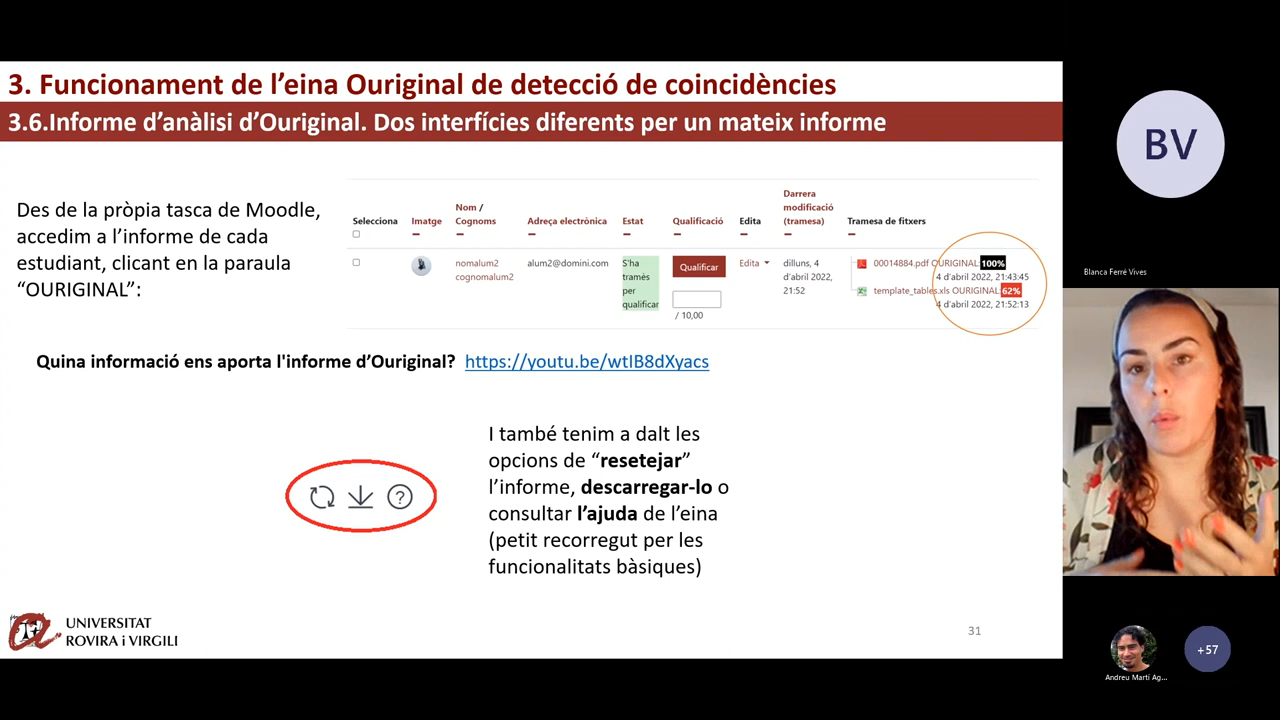 3. Funcionament de l'eina Ouriginal de detecció de coincidències
3.6.Informe d'anàlisi d'Ouriginal. Dos interfícies diferents per un mateix informe
Des de la pròpia tasca de Moodle,
accedim a l'informe de cada
estudiant, clicant en la paraula
“OURIGINAL”:
Selecciona
Imatge
Nom /
Cognoms
Adreça electrònica
Estat
Qualificació
Edita
Darrera
modificació
(tramesa)
Tramesa de fitxers
nomalum2
cognomalum2
alum2@domini.com
S'ha
tramés
per
qualificar
Qualificar
/ 10,00
Edita
dilluns, 4
d'abril 2022,
21:52
00014884.pdf OURIGINAL: 100%
4 d'abril 2022, 21:43:45
template_tables.xls OURIGINAL: 62%
4 d'abril 2022, 21:52:13
Quina informació ens aporta l'informe d'Ouriginal? https://youtu.be/wtIB8dXyacs
I també tenim a dalt les
opcions de “resetejar”
l'informe, descarregar-lo o
consultar l'ajuda de l'eina
(petit recorregut per les
funcionalitats bàsiques)
UNIVERSITAT
ROVIRA i VIRGILI
31
BV
Blanca Ferré Vives
Andreu Martí Ag...
+57